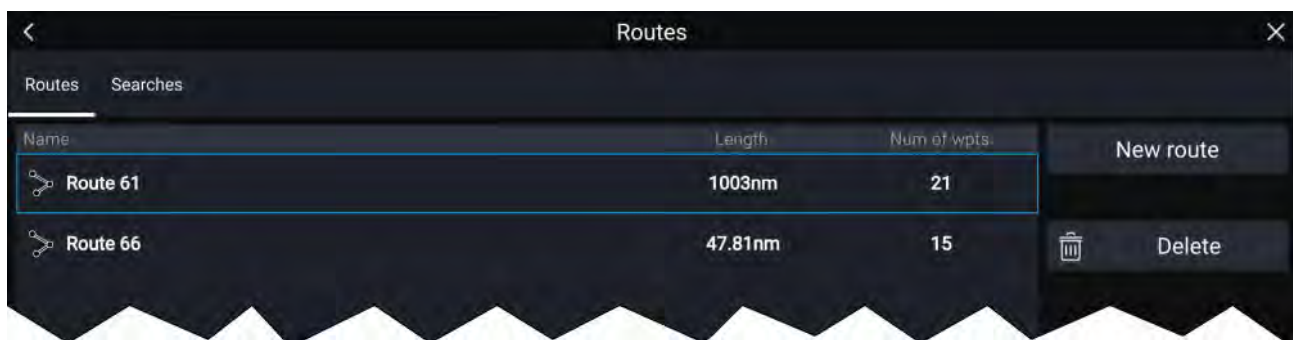 Routes
Routes Searches
Name Length Num of wpts New route
Route 61 1003nm 21
Route 66 47.81nm 15 Delete